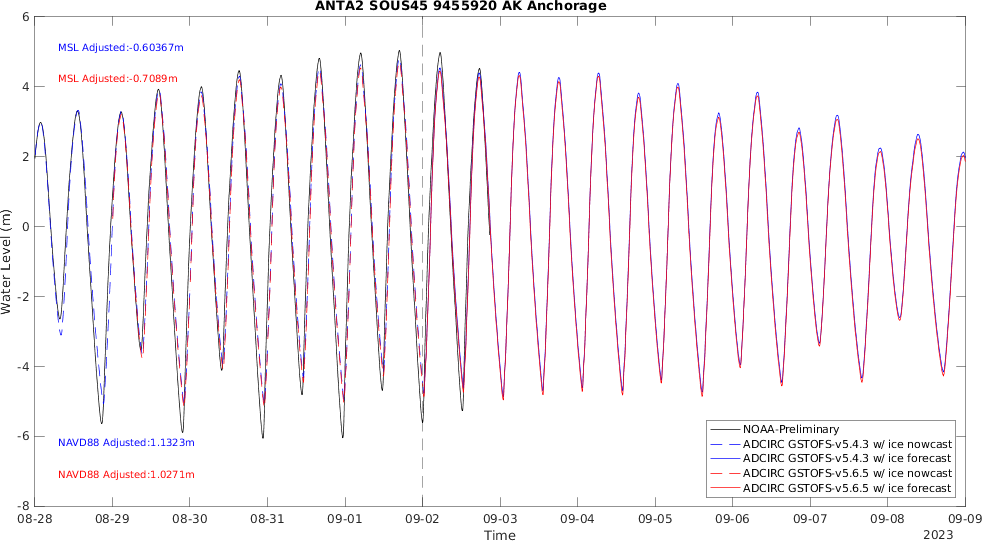 ANTA2 SOUS45 9455920 AK Anchorage
6
4
2
0
-2
-4
-6
-8
Water Level (m)
MSL Adjusted:-0.60367m
MSL Adjusted:-0.7089m
NAVD88 Adjusted:1.1323m
NAVD88 Adjusted:1.0271m
NOAA-Preliminary
ADCIRC GSTOFS-v5.4.3 w/ ice nowcast
ADCIRC GSTOFS-v5.4.3 w/ ice forecast
ADCIRC GSTOFS-v5.6.5 w/ ice nowcast
ADCIRC GSTOFS-v5.6.5 w/ ice forecast
08-28 08-29 08-30 08-31 09-01 09-02 09-03 09-04 09-05 09-06 09-07 09-08 09-09
Time
2023